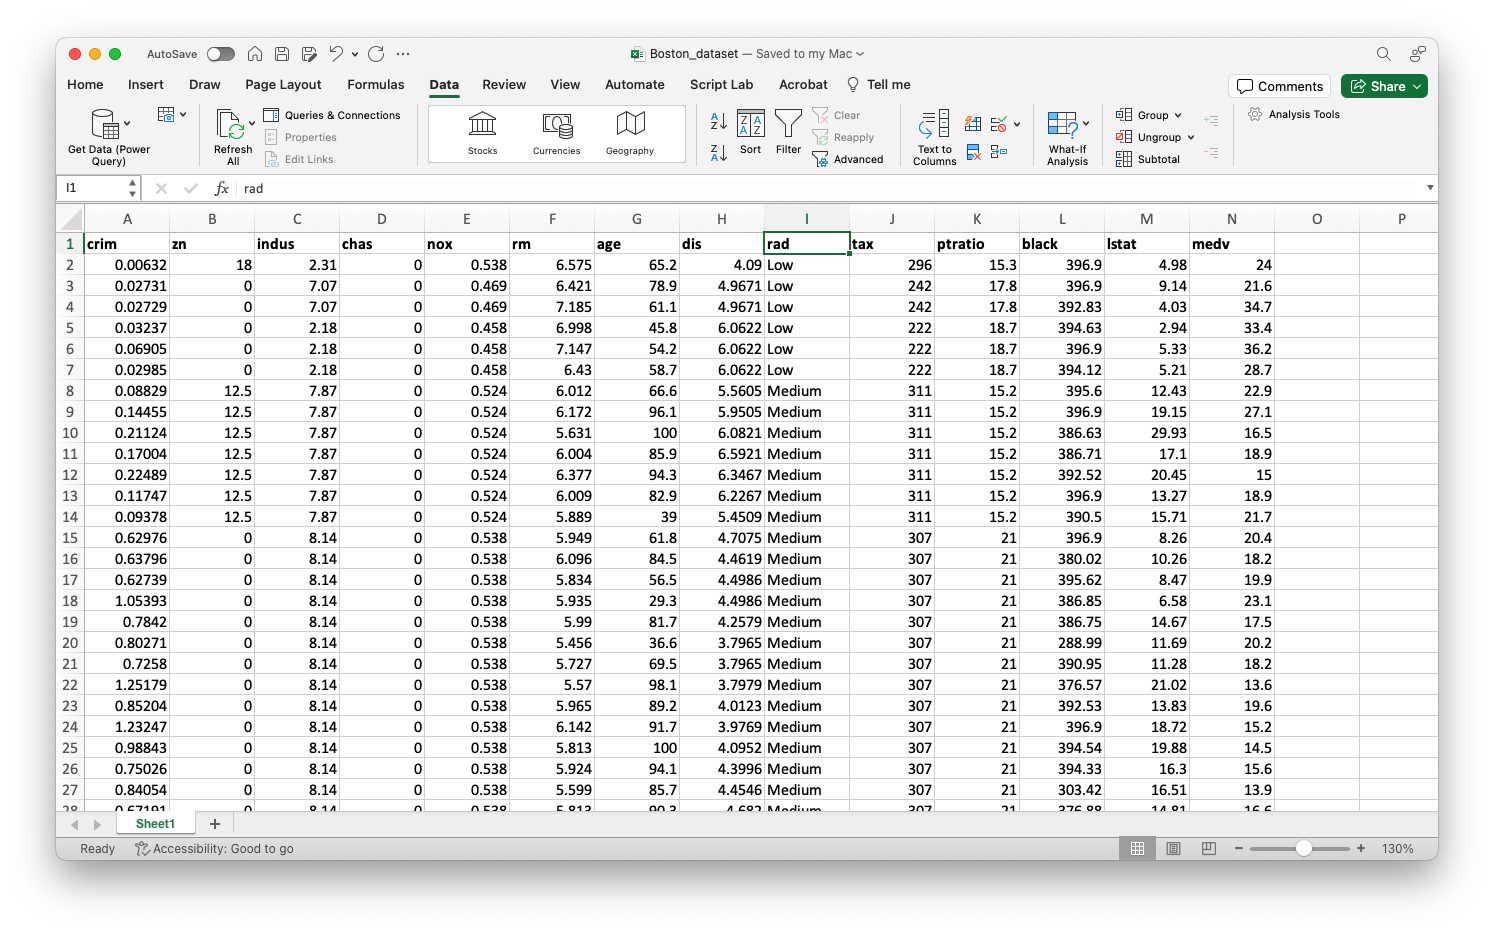 AutoSave
Boston_dataset — Saved to my Mac
Home Insert Draw Page Layout Formulas Data Review View Automate Script Lab Acrobat Tell me Comments Share
Get Data (Power Query)
Refresh All
Queries & Connections
Properties
Edit Links
Stocks Currencies Geography
Sort Filter
Clear
Reapply
Advanced
Text to Columns
What-If Analysis
Group
Ungroup
Subtotal
Analysis Tools
I1 fx rad
A B C D E F G H I J K L M N O P
1 crim zn indus chas nox rm age dis rad tax ptratio black lstat medv
2 0.00632 18 2.31 0 0.538 6.575 65.2 4.09 Low 296 15.3 396.9 4.98 24
3 0.02731 0 7.07 0 0.469 6.421 78.9 4.9671 Low 242 17.8 396.9 9.14 21.6
4 0.02729 0 7.07 0 0.469 7.185 61.1 4.9671 Low 242 17.8 392.83 4.03 34.7
5 0.03237 0 2.18 0 0.458 6.998 45.8 6.0622 Low 222 18.7 394.63 2.94 33.4
6 0.06905 0 2.18 0 0.458 7.147 54.2 6.0622 Low 222 18.7 396.9 5.33 36.2
7 0.02985 0 2.18 0 0.458 6.43 58.7 6.0622 Low 222 18.7 394.12 5.21 28.7
8 0.08829 12.5 7.87 0 0.524 6.012 66.6 5.5605 Medium 311 15.2 395.6 12.43 22.9
9 0.14455 12.5 7.87 0 0.524 6.172 96.1 5.9505 Medium 311 15.2 396.9 19.15 27.1
10 0.21124 12.5 7.87 0 0.524 5.631 100 6.0821 Medium 311 15.2 386.63 29.93 16.5
11 0.17004 12.5 7.87 0 0.524 6.004 85.9 6.5921 Medium 311 15.2 386.71 17.1 18.9
12 0.22489 12.5 7.87 0 0.524 6.377 94.3 6.3467 Medium 311 15.2 392.52 20.45 15
13 0.11747 12.5 7.87 0 0.524 6.009 82.9 6.2267 Medium 311 15.2 396.9 13.27 18.9
14 0.09378 12.5 7.87 0 0.524 5.889 39 5.4509 Medium 311 15.2 390.5 15.71 21.7
15 0.62976 0 8.14 0 0.538 5.949 61.8 4.7075 Medium 307 21 396.9 8.26 20.4
16 0.63796 0 8.14 0 0.538 6.096 84.5 4.4619 Medium 307 21 380.02 10.26 18.2
17 0.62739 0 8.14 0 0.538 5.834 56.5 4.4986 Medium 307 21 395.62 8.47 19.9
18 1.05393 0 8.14 0 0.538 5.935 29.3 4.4986 Medium 307 21 386.85 6.58 23.1
19 0.7842 0 8.14 0 0.538 5.99 81.7 4.2579 Medium 307 21 386.75 14.67 17.5
20 0.80271 0 8.14 0 0.538 5.456 36.6 3.7965 Medium 307 21 288.99 11.69 20.2
21 0.7258 0 8.14 0 0.538 5.727 69.5 3.7965 Medium 307 21 390.95 11.28 18.2
22 1.25179 0 8.14 0 0.538 5.57 98.1 3.7979 Medium 307 21 376.57 21.02 13.6
23 0.85204 0 8.14 0 0.538 5.965 89.2 4.0123 Medium 307 21 392.53 13.83 19.6
24 1.23247 0 8.14 0 0.538 6.142 91.7 3.9769 Medium 307 21 396.9 18.72 15.2
25 0.98843 0 8.14 0 0.538 5.813 100 4.0952 Medium 307 21 394.54 19.88 14.5
26 0.75026 0 8.14 0 0.538 5.924 94.1 4.3996 Medium 307 21 394.33 16.3 15.6
27 0.84054 0 8.14 0 0.538 5.599 85.7 4.4546 Medium 307 21 303.42 16.51 13.9
28 0.67191 0 8.14 0 0.538 5.813 90.3 4.682 Medium 307 21 376.88 14.81 16.6
Sheet1
Ready Accessibility: Good to go 130%